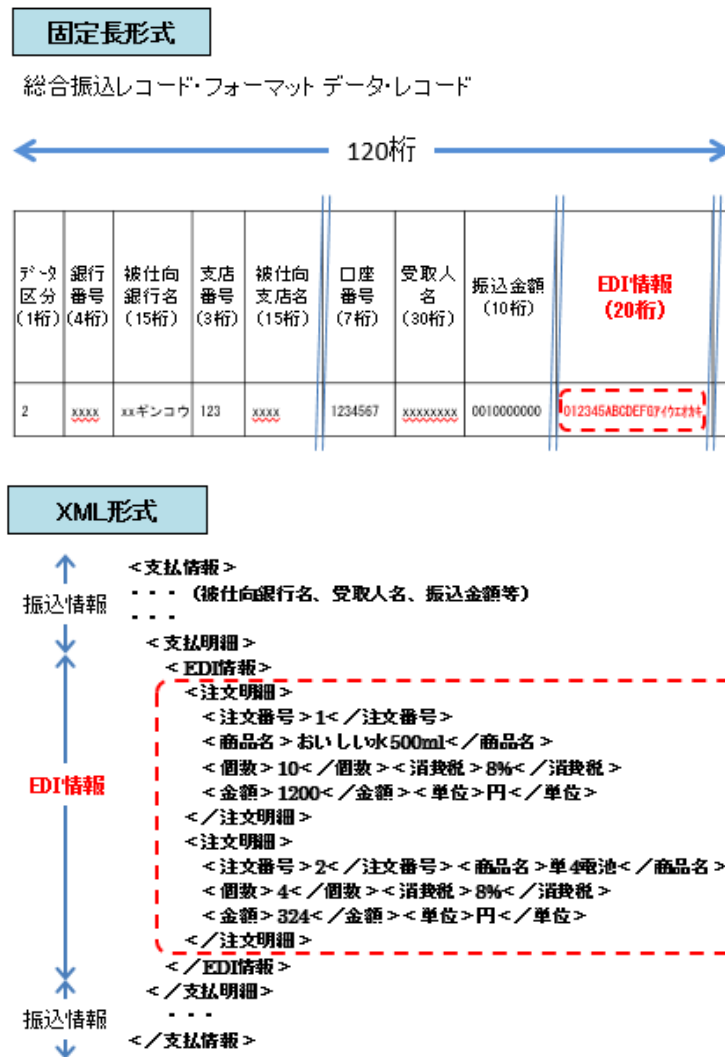 固定長形式
総合振込レコード・フォーマット データ・レコード
120桁
データ区分(1桁)
銀行番号(4桁)
被仕向銀行名(15桁)
支店番号(3桁)
被仕向支店名(15桁)
口座番号(7桁)
受取人名(30桁)
振込金額(10桁)
EDI情報(20桁)
2
xxxx
xxギンコウ
123
xxxx
1234567
xxxxxxxx
0010000000
012345ABCDEFGアイウエオカキ
XML形式
振込情報
<支払情報>
・・・(被仕向銀行名、受取人名、振込金額等)
・・・
<支払明細>
<EDI情報>
<注文明細>
<注文番号>1</注文番号>
<商品名>おいしい水500ml</商品名>
EDI情報
<個数>10</個数><消費税>8%</消費税>
<金額>1200</金額><単位>円</単位>
</注文明細>
<注文明細>
<注文番号>2</注文番号><商品名>単4電池</商品名>
<個数>4</個数><消費税>8%</消費税>
<金額>324</金額><単位>円</単位>
</注文明細>
</EDI情報>
</支払明細>
振込情報
・・・
</支払情報>